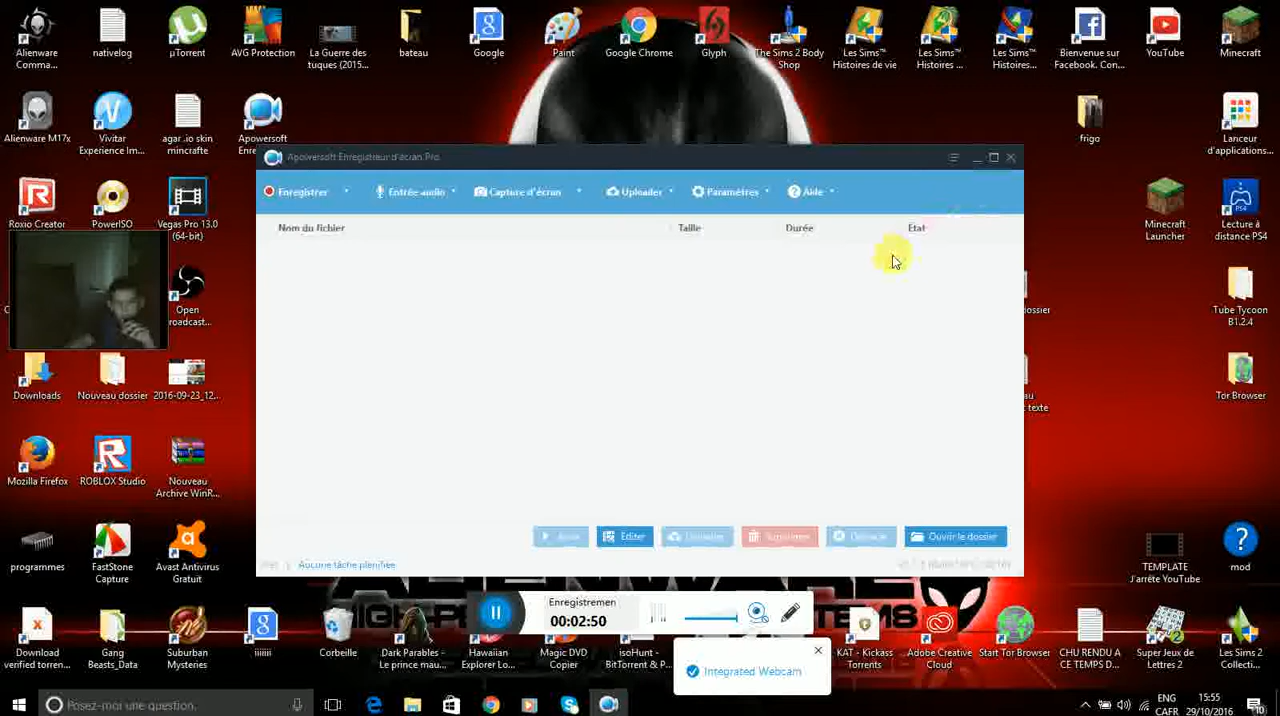 Alienware
Comma...
nativelog
µTorrent
AVG Protection
La Guerre des
tuques (2015...
bateau
Google
Paint
Google Chrome
Glyph
The Sims 2 Body
Shop
Les Sims™
Histoires de vie
Les Sims™
Histoires ...
Les Sims™
Histoires...
Bienvenue sur
Facebook. Con...
YouTube
Minecraft
Alienware M17x
Vivitar
Experience Im...
agar .io skin
mincrafte
Apowersoft
Enre
frigo
Lanceur
d'applications...
Apowersoft Enregistreur d'écran Pro
Enregistrer
Entrée audio
Capture d'écran
Uploader
Paramètres
Aide
Nom du fichier
Taille
Durée
Etat
Roxio Creator
PowerISO
Vegas Pro 13.0
(64-bit)
Minecraft
Launcher
Lecture à
distance PS4
Open
roadcast...
dossier
Tube Tycoon
B1.2.4
Downloads
Nouveau dossier
2016-09-23_12...
au
texte
Tor Browser
Mozilla Firefox
ROBLOX Studio
Nouveau
Archive WinR...
Editer
Supprimer
Ouvrir le dossier
Aucune tâche planifiée
programmes
FastStone
Capture
Avast Antivirus
Gratuit
TEMPLATE
J'arrête YouTube
mod
Enregistremen
00:02:50
Download
verified torren...
Gang
Beasts_Data
Suburban
Mysteries
iiiiiii
Corbeille
Dark Parables -
Le prince mau...
Hawaiian
Explorer Lo...
Magic DVD
Copier
isoHunt -
BitTorrent & P...
KAT - Kickass
Torrents
Adobe Creative
Cloud
Start Tor Browser
CHU RENDU A
CE TEMPS D...
Super Jeux de
Lettres 2
Les Sims 2
Integrated Webcam
Posez-moi une question.
ENG
CAFR
15:55
29/10/2016